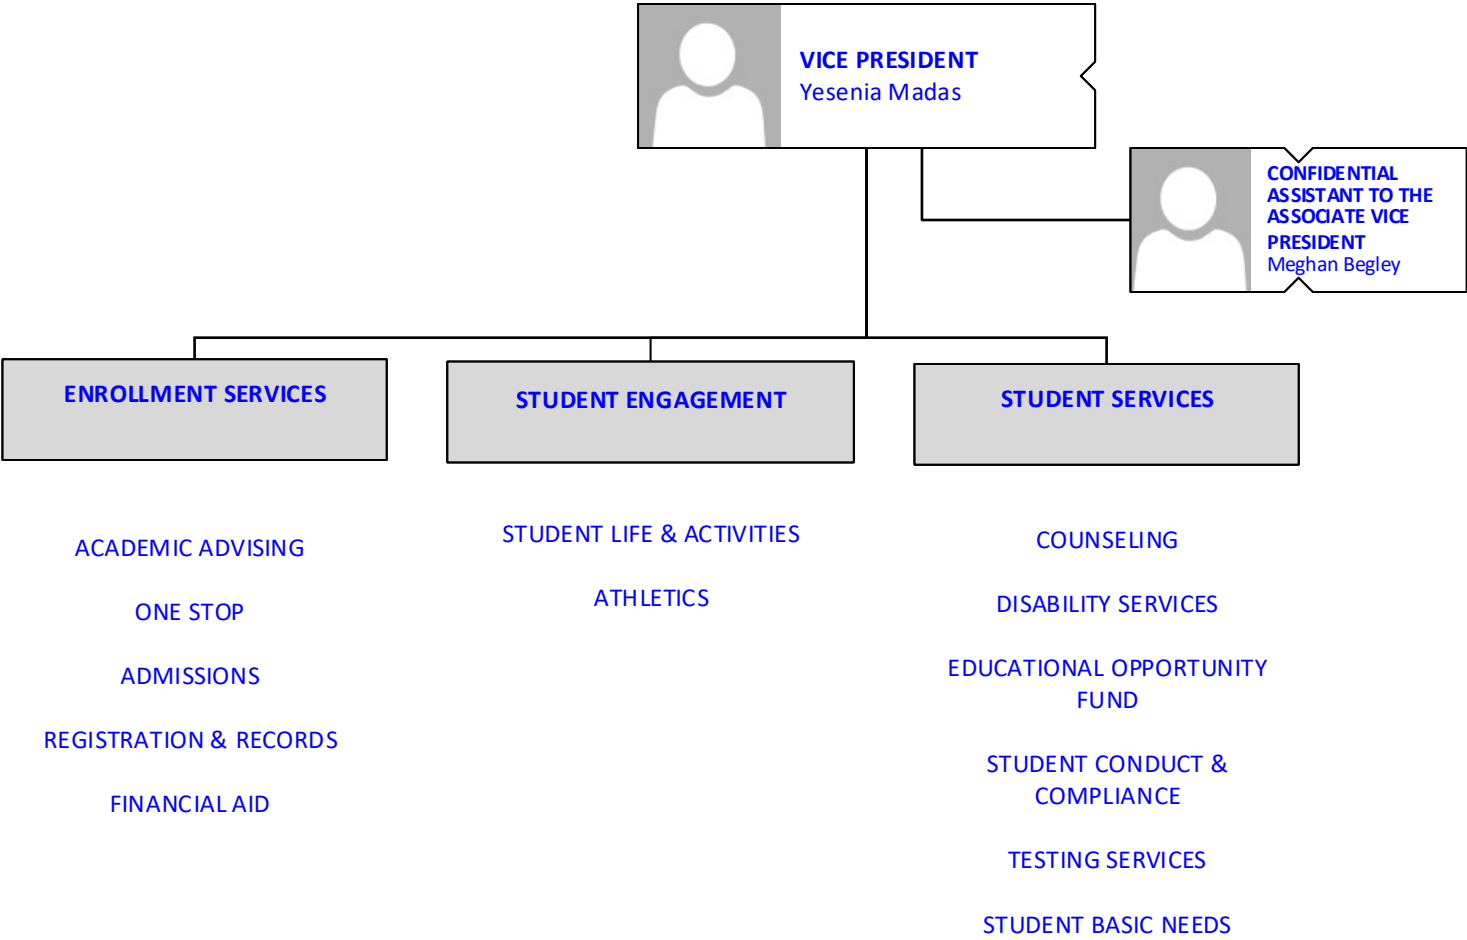 VICE PRESIDENT
Yesenia Madas
CONFIDENTIAL
ASSISTANT TO THE
ASSOCIATE VICE
PRESIDENT
Meghan Begley
ENROLLMENT SERVICES
STUDENT ENGAGEMENT
STUDENT SERVICES
ACADEMIC ADVISING
ONE STOP
ADMISSIONS
REGISTRATION & RECORDS
FINANCIAL AID
STUDENT LIFE & ACTIVITIES
ATHLETICS
COUNSELING
DISABILITY SERVICES
EDUCATIONAL OPPORTUNITY
FUND
STUDENT CONDUCT &
COMPLIANCE
TESTING SERVICES
STUDENT BASIC NEEDS